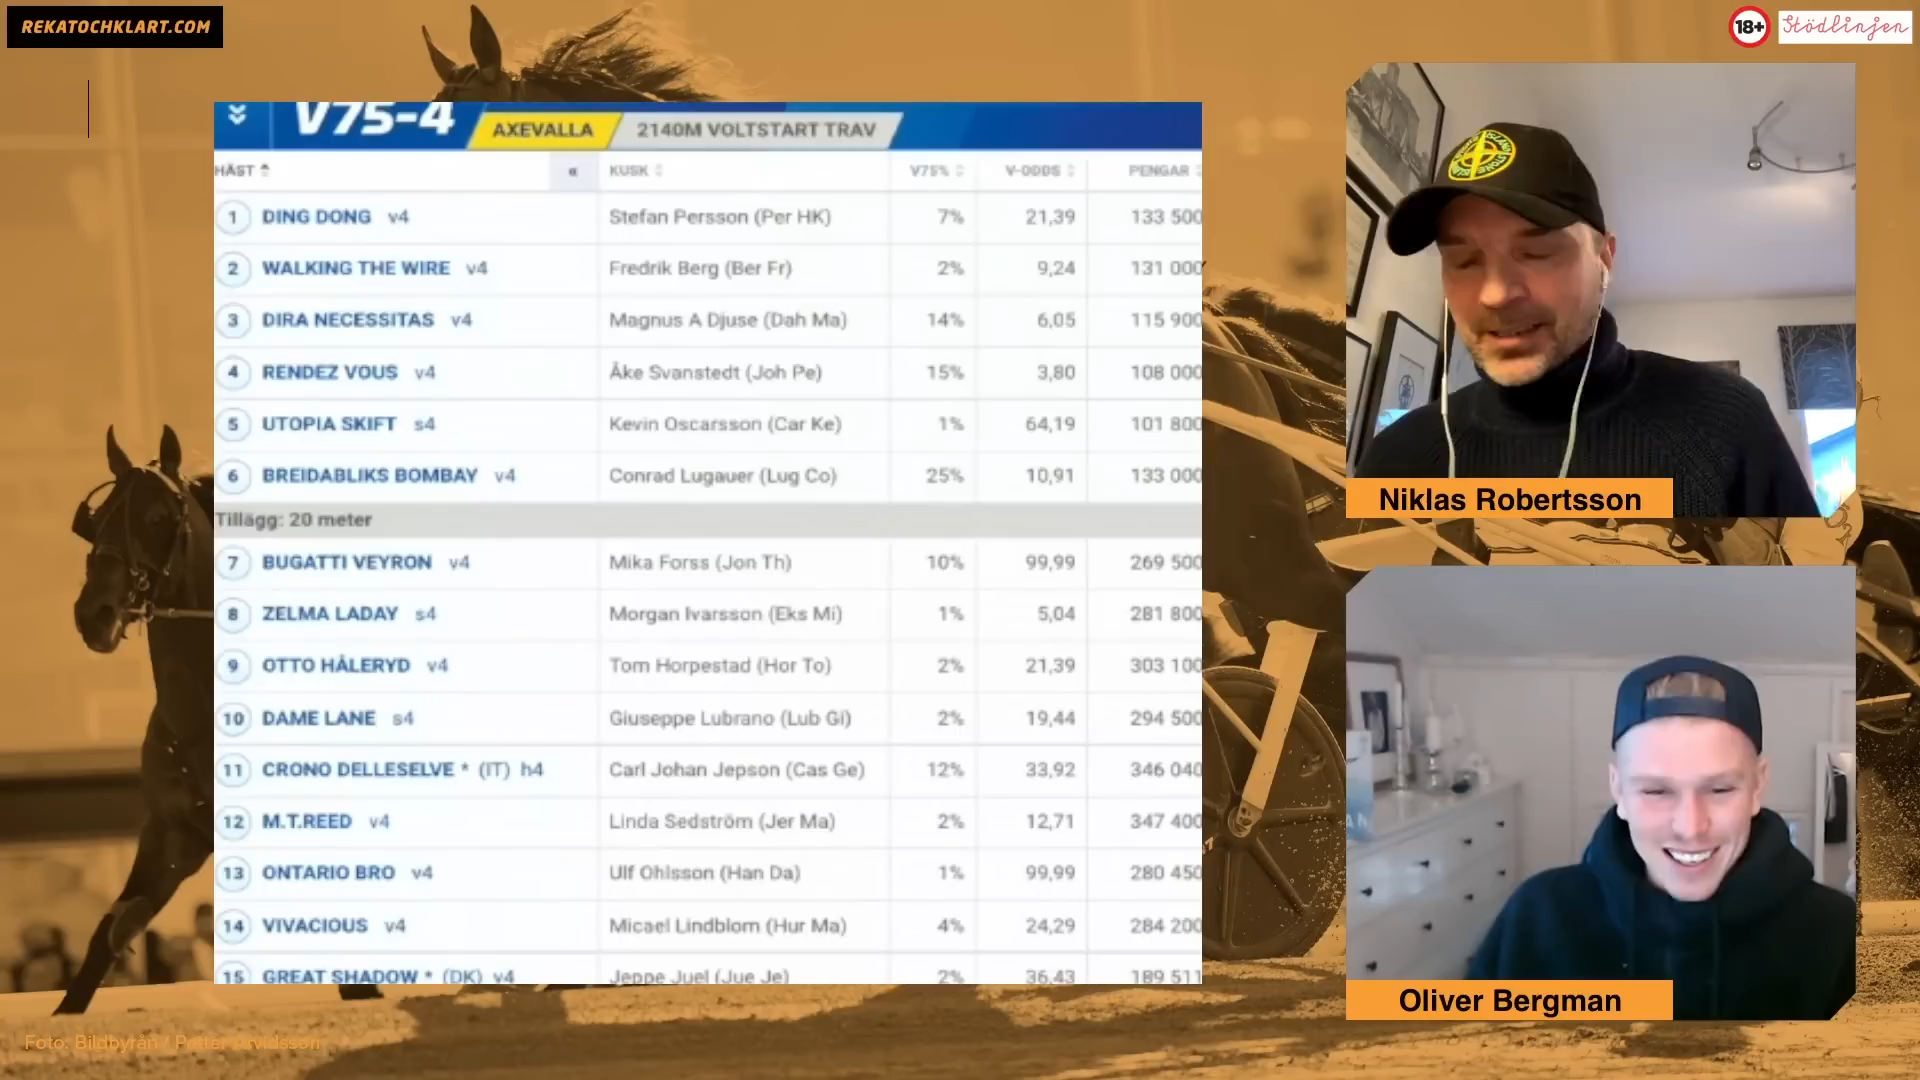 REKATOCHKLART.COM
18+ Stödlinjen
V75-4
AXEVALLA 2140M VOLTSTART TRAV
HÄST « KUSK V75% V-ODDS PENGAR
1 DING DONG v4 Stefan Persson (Per HK) 7% 21,39 133 500
2 WALKING THE WIRE v4 Fredrik Berg (Ber Fr) 2% 9,24 131 000
3 DIRA NECESSITAS v4 Magnus A Djuse (Dah Ma) 14% 6,05 115 900
4 RENDEZ VOUS v4 Åke Svanstedt (Joh Pe) 15% 3,80 108 000
5 UTOPIA SKIFT s4 Kevin Oscarsson (Car Ke) 1% 64,19 101 800
6 BREIDABLIKS BOMBAY v4 Conrad Lugauer (Lug Co) 25% 10,91 133 000
Tillägg: 20 meter
7 BUGATTI VEYRON v4 Mika Forss (Jon Th) 10% 99,99 269 500
8 ZELMA LADAY s4 Morgan Ivarsson (Eks Mi) 1% 5,04 281 800
9 OTTO HÅLERYD v4 Tom Horpestad (Hor To) 2% 21,39 303 100
10 DAME LANE s4 Giuseppe Lubrano (Lub Gi) 2% 19,44 294 500
11 CRONO DELLESELVE * (IT) h4 Carl Johan Jepson (Cas Ge) 12% 33,92 346 040
12 M.T.REED v4 Linda Sedström (Jer Ma) 2% 12,71 347 400
13 ONTARIO BRO v4 Ulf Ohlsson (Han Da) 1% 99,99 280 450
14 VIVACIOUS v4 Micael Lindblom (Hur Ma) 4% 24,29 284 200
15 GREAT SHADOW * (DK) v4 Jeppe Juel (Jue Je) 2% 36,43 189 511
Niklas Robertsson
Oliver Bergman
Foto: Bildbyrån / Petter Arvidsson